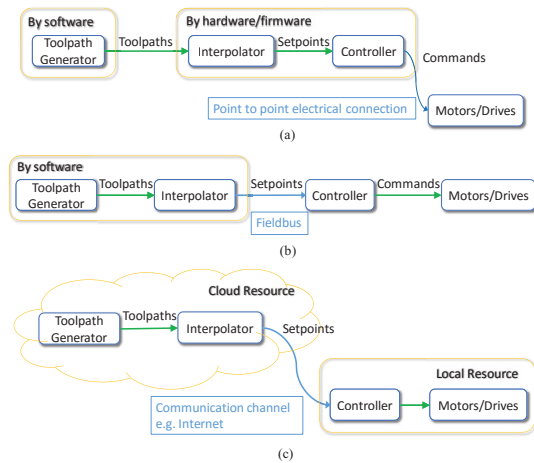 By software
By hardware/firmware
Toolpath
Generator
Toolpaths
Interpolator
Setpoints
Controller
Commands
Point to point electrical connection
Motors/Drives
(a)
By software
Toolpath
Generator
Toolpaths
Interpolator
Setpoints
Controller
Commands
Motors/Drives
Fieldbus
(b)
Cloud Resource
Toolpath
Generator
Toolpaths
Interpolator
Setpoints
Local Resource
Communication channel
e.g. Internet
Controller
Motors/Drives
(c)